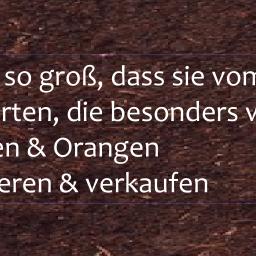 so groß, dass sie vom
rten, die besonders v
en & Orangen
eren & verkaufen